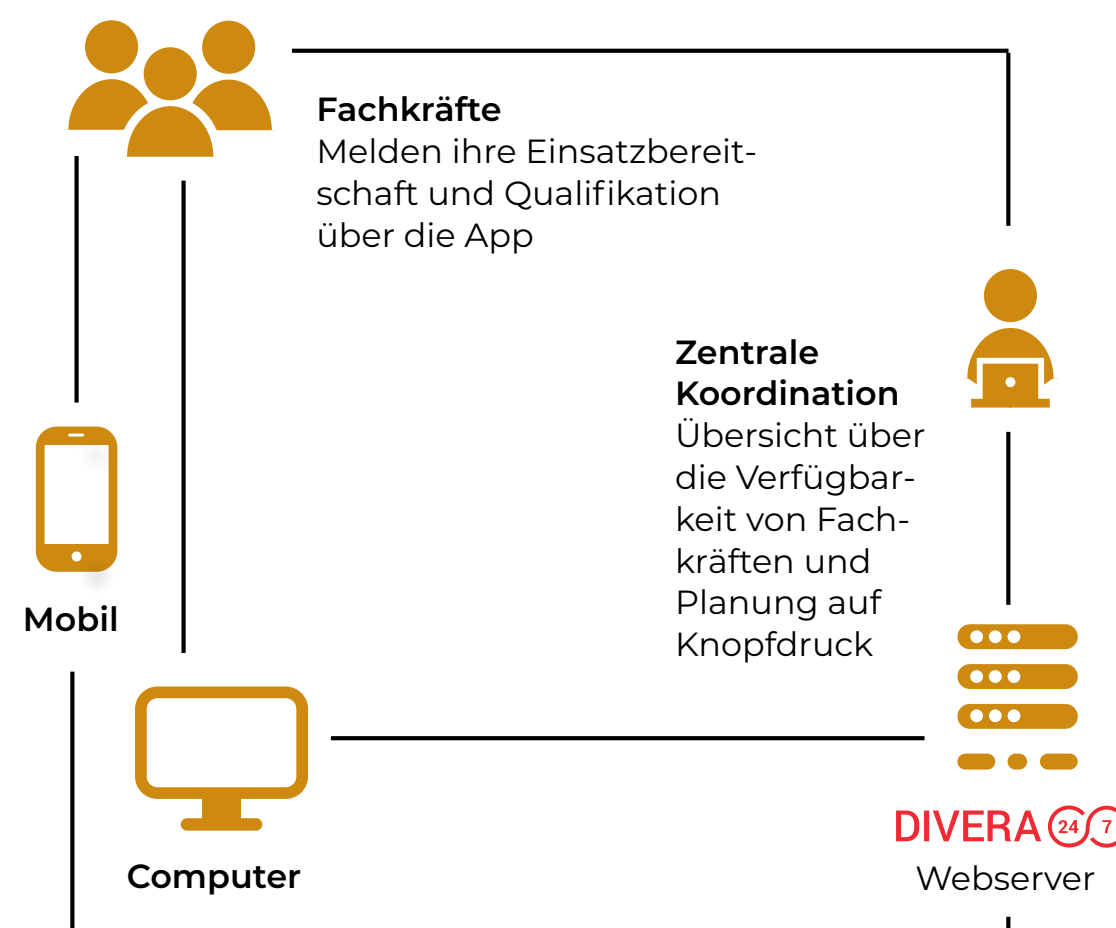 Fachkräfte
Melden ihre Einsatzbereit-
schaft und Qualifikation
über die App
Zentrale
Koordination
Übersicht über
die Verfügbar-
keit von Fach-
kräften und
Planung auf
Knopfdruck
Mobil
Computer
DIVERA 24 7
Webserver